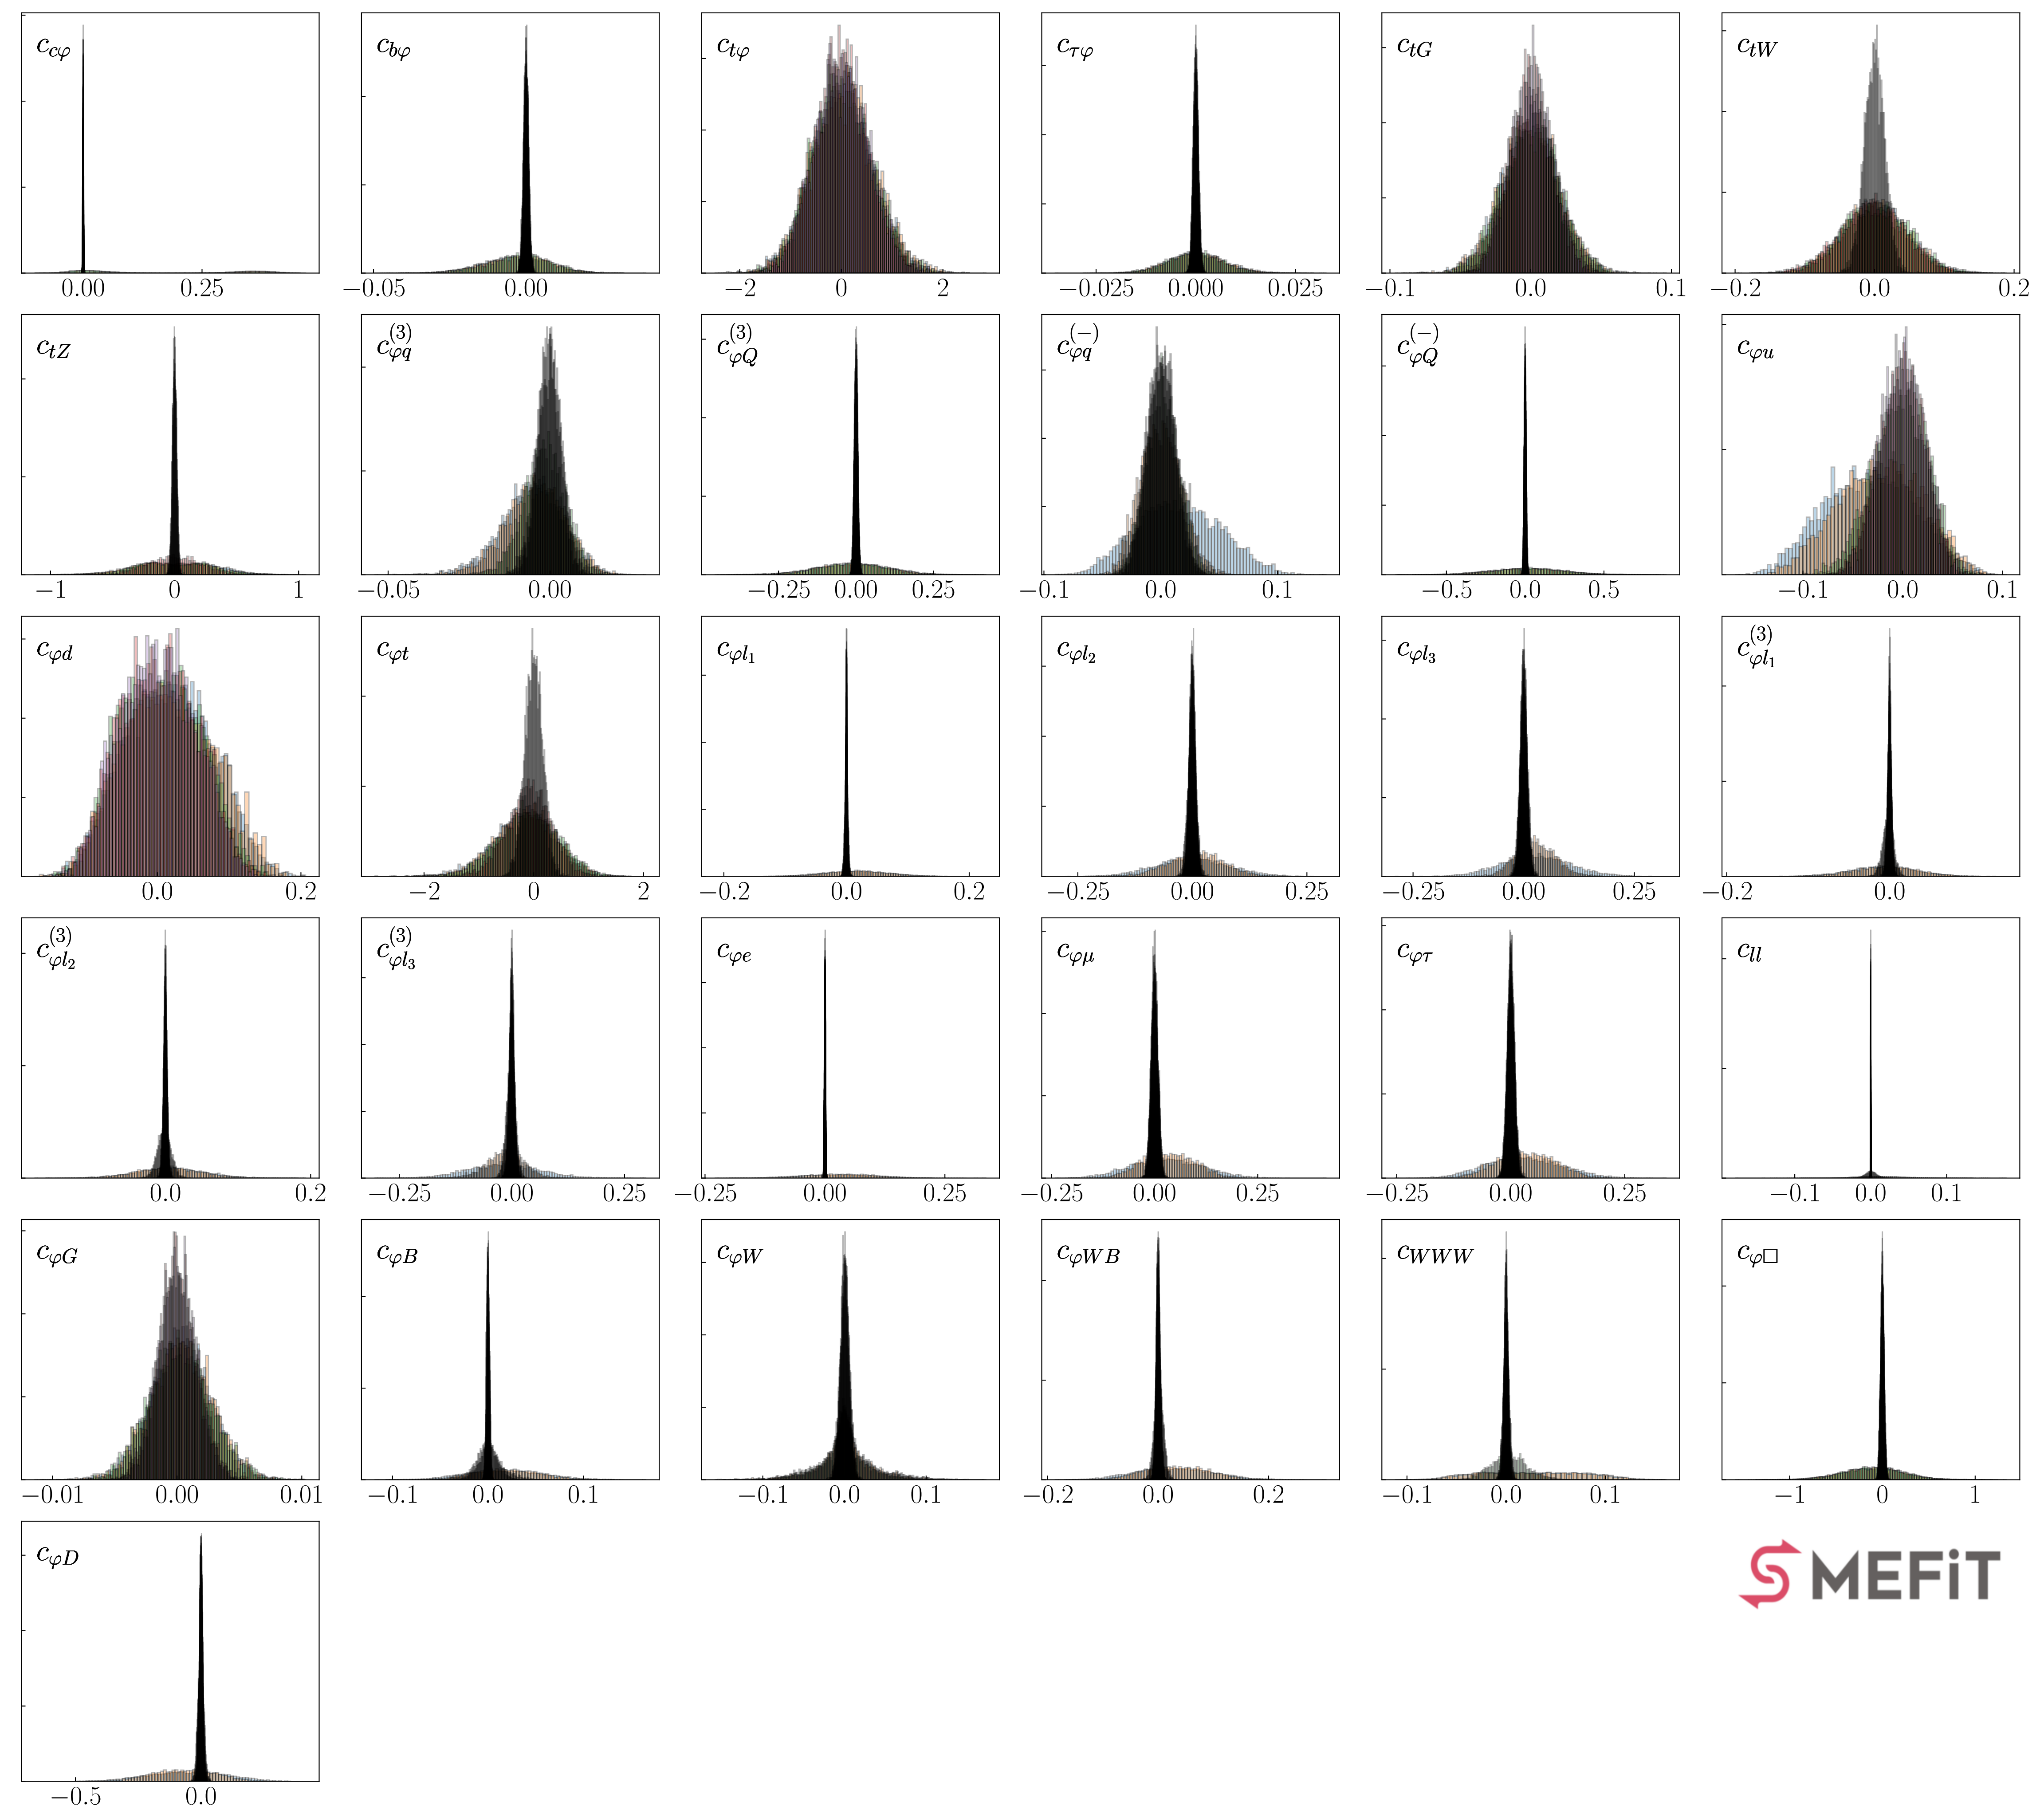 c_{cφ} c_{bφ} c_{tφ} c_{τφ} c_{tG} c_{tW}
0.00 0.25 −0.05 0.00 −2 0 2 −0.025 0.000 0.025 −0.1 0.0 0.1 −0.2 0.0 0.2
c_{tZ} c_{φq}^{(3)} c_{φQ}^{(3)} c_{φq}^{(−)} c_{φQ}^{(−)} c_{φu}
−1 0 1 −0.05 0.00 −0.25 0.00 0.25 −0.1 0.0 0.1 −0.5 0.0 0.5 −0.1 0.0 0.1
c_{φd} c_{φt} c_{φl_1} c_{φl_2} c_{φl_3} c_{φl_1}^{(3)}
0.0 0.2 −2 0 2 −0.2 0.0 0.2 −0.25 0.00 0.25 −0.25 0.00 0.25 −0.2 0.0
c_{φl_2}^{(3)} c_{φl_3}^{(3)} c_{φe} c_{φμ} c_{φτ} c_{ll}
0.0 0.2 −0.25 0.00 0.25 −0.25 0.00 0.25 −0.25 0.00 0.25 −0.25 0.00 0.25 −0.1 0.0 0.1
c_{φG} c_{φB} c_{φW} c_{φWB} c_{WWW} c_{φ□}
−0.01 0.00 0.01 −0.1 0.0 0.1 −0.1 0.0 0.1 −0.2 0.0 0.2 −0.1 0.0 0.1 −1 0 1
c_{φD} SMEFiT
−0.5 0.0